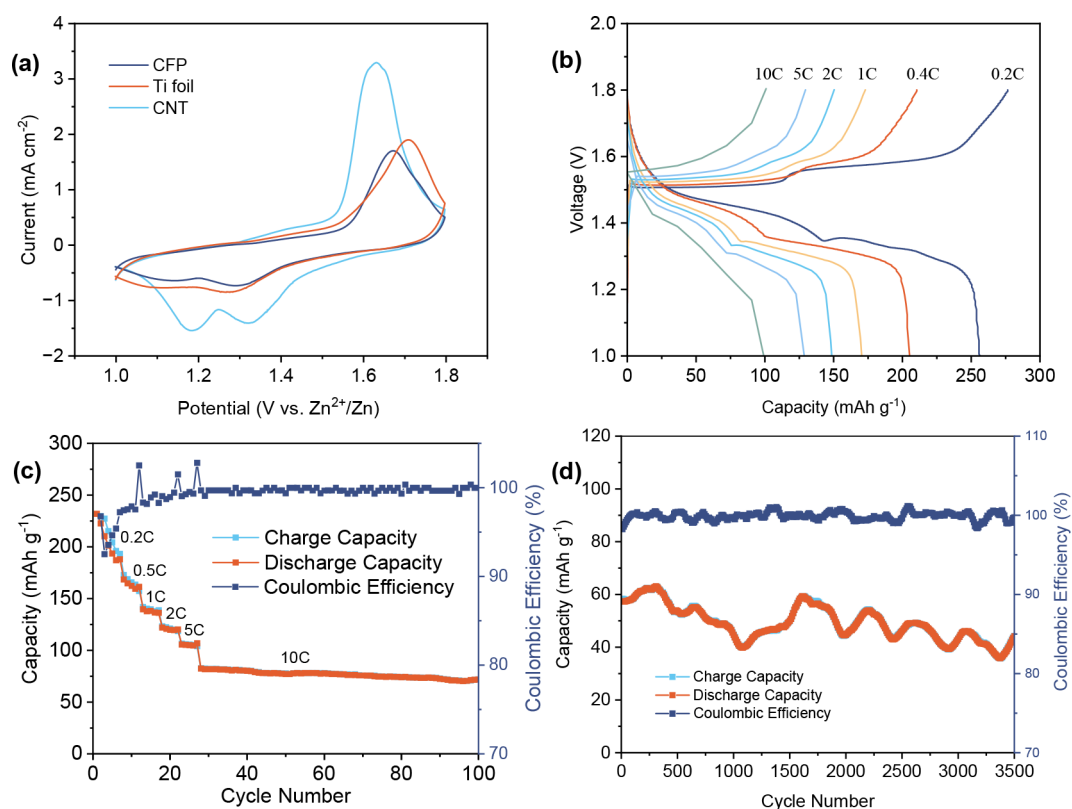 (a)
CFP
Ti foil
CNT
4
3
2
1
0
−1
−2
Current (mA cm⁻²)
1.0
1.2
1.4
1.6
1.8
Potential (V vs. Zn²⁺/Zn)
(b)
10C
5C
2C
1C
0.4C
0.2C
2.0
1.8
1.6
1.4
1.2
1.0
Voltage (V)
0
50
100
150
200
250
300
Capacity (mAh g⁻¹)
(c)
300
250
200
150
100
50
0
Capacity (mAh g⁻¹)
0.2C
0.5C
1C
2C
5C
10C
Charge Capacity
Discharge Capacity
Coulombic Efficiency
100
90
80
70
Coulombic Efficiency (%)
0
20
40
60
80
100
Cycle Number
(d)
120
100
80
60
40
20
0
Capacity (mAh g⁻¹)
Charge Capacity
Discharge Capacity
Coulombic Efficiency
110
100
90
80
70
Coulombic Efficiency (%)
0
500
1000
1500
2000
2500
3000
3500
Cycle Number